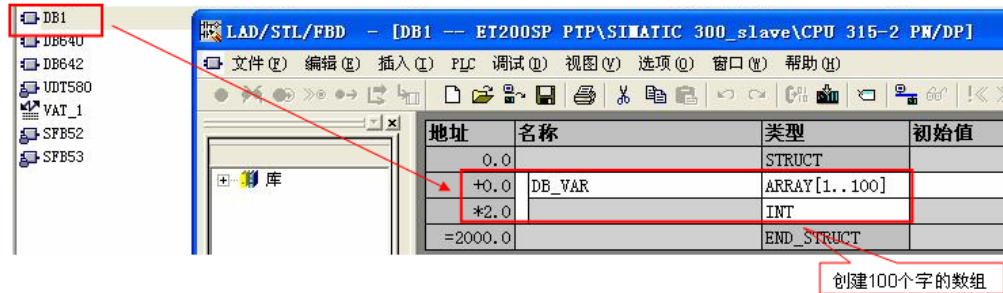 DB1
DB640
DB642
UDT580
VAT_1
SFB52
SFB53
LAD/STL/FBD - [DB1 -- ET200SP PTP\SIMATIC 300_slave\CPU 315-2 PN/DP]
文件(F) 编辑(E) 插入(I) PLC 调试(D) 视图(V) 选项(O) 窗口(W) 帮助(H)
库
地址 名称 类型 初始值
0.0 STRUCT
+0.0 DB_VAR ARRAY[1..100]
*2.0 INT
=2000.0 END_STRUCT
创建100个字的数组